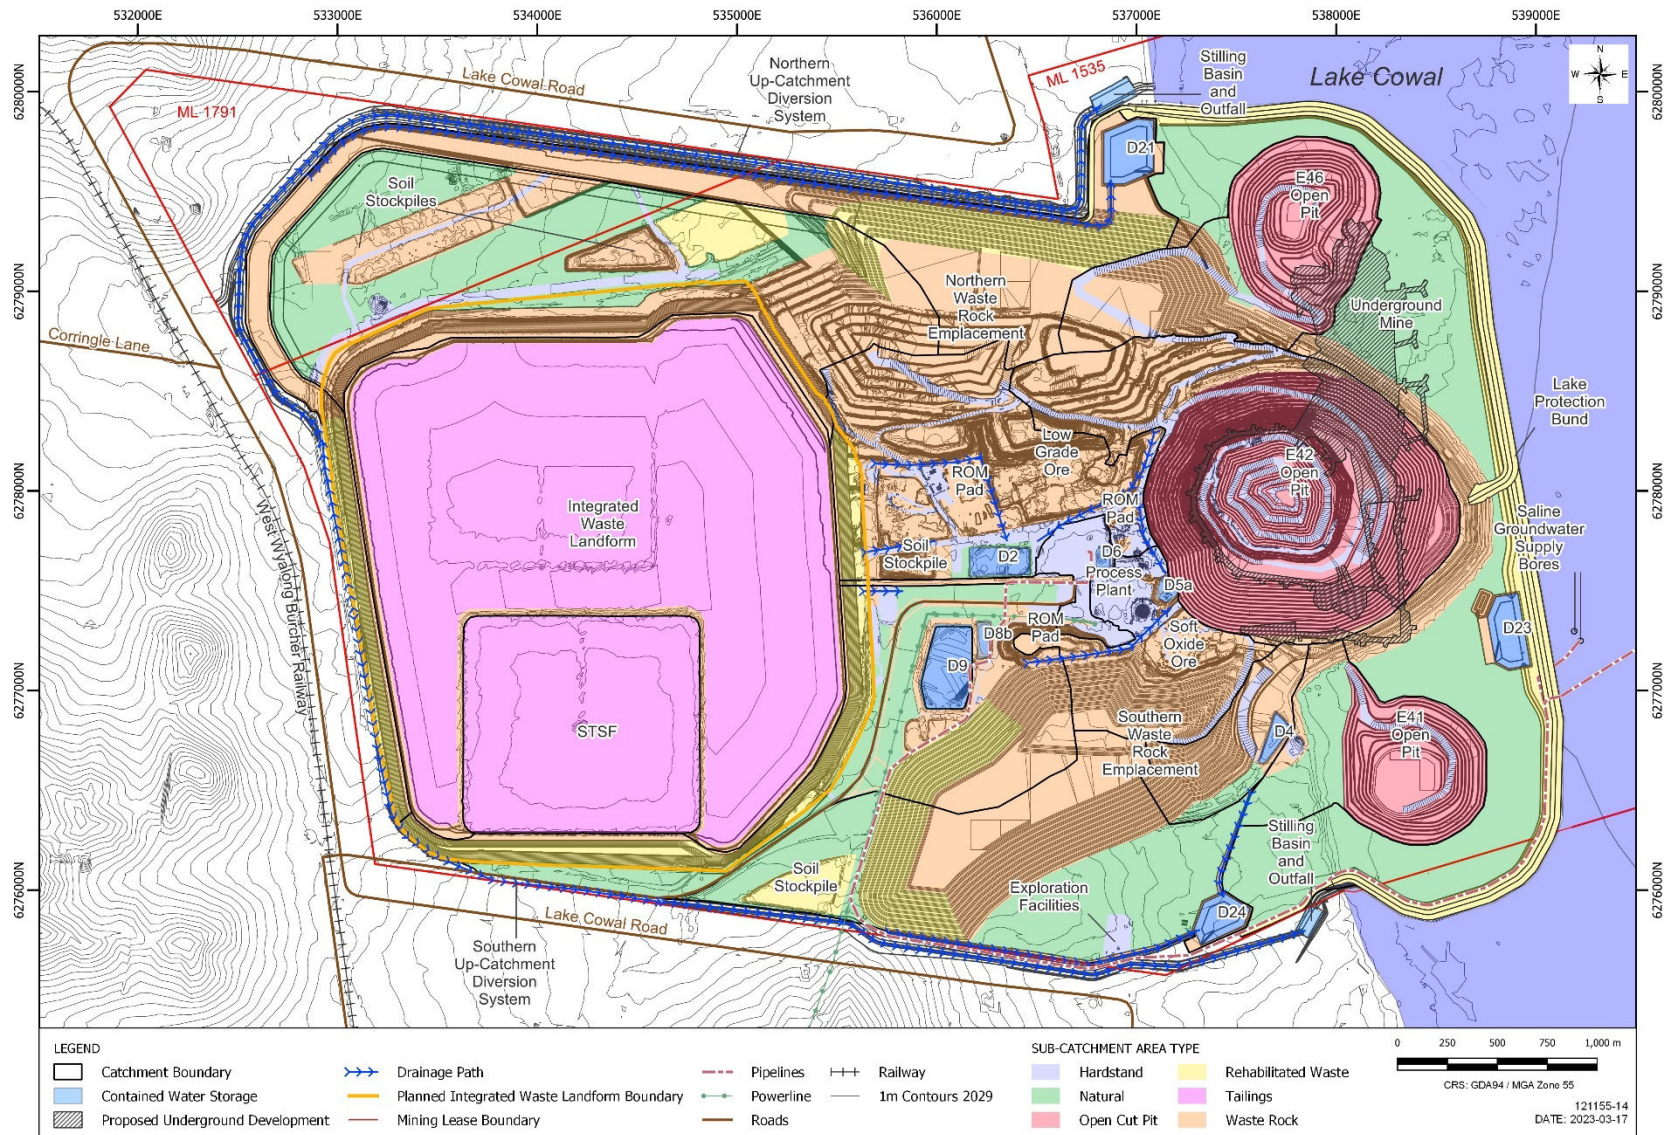 532000E 533000E 534000E 535000E 536000E 537000E 538000E 539000E
6280000N
6279000N
6278000N
6277000N
6276000N
6280000N
6279000N
6278000N
6277000N
6276000N
N
W E
S
Lake Cowal
Lake Cowal Road
Northern
Up-Catchment
Diversion
System
ML 1535
ML 1791
Stilling
Basin
and
Outfall
D21
E46
Open
Pit
Soil
Stockpiles
Northern
Waste
Rock
Emplacement
Underground
Mine
Corringle Lane
Lake
Protection
Bund
Low
Grade
Ore
ROM
Pad
E42
Open
Pit
ROM
Pad
Integrated
Waste
Landform
Saline
Groundwater
Supply
Bores
Soil
Stockpile
D2
D6
Process
Plant
D5a
West Wyalong Burcher Railway
D8b
ROM
Pad
Soft
Oxide
Ore
D23
D9
STSF
Southern
Waste
Rock
Emplacement
D4
E41
Open
Pit
Stilling
Basin
and
Outfall
Soil
Stockpile
Exploration
Facilities
D24
Lake Cowal Road
Southern
Up-Catchment
Diversion
System
LEGEND
Catchment Boundary
Contained Water Storage
Proposed Underground Development
Drainage Path
Planned Integrated Waste Landform Boundary
Mining Lease Boundary
Pipelines
Powerline
Roads
Railway
1m Contours 2029
SUB-CATCHMENT AREA TYPE
Hardstand
Natural
Open Cut Pit
Rehabilitated Waste
Tailings
Waste Rock
0 250 500 750 1,000 m
CRS: GDA94 / MGA Zone 55
121155-14
DATE: 2023-03-17